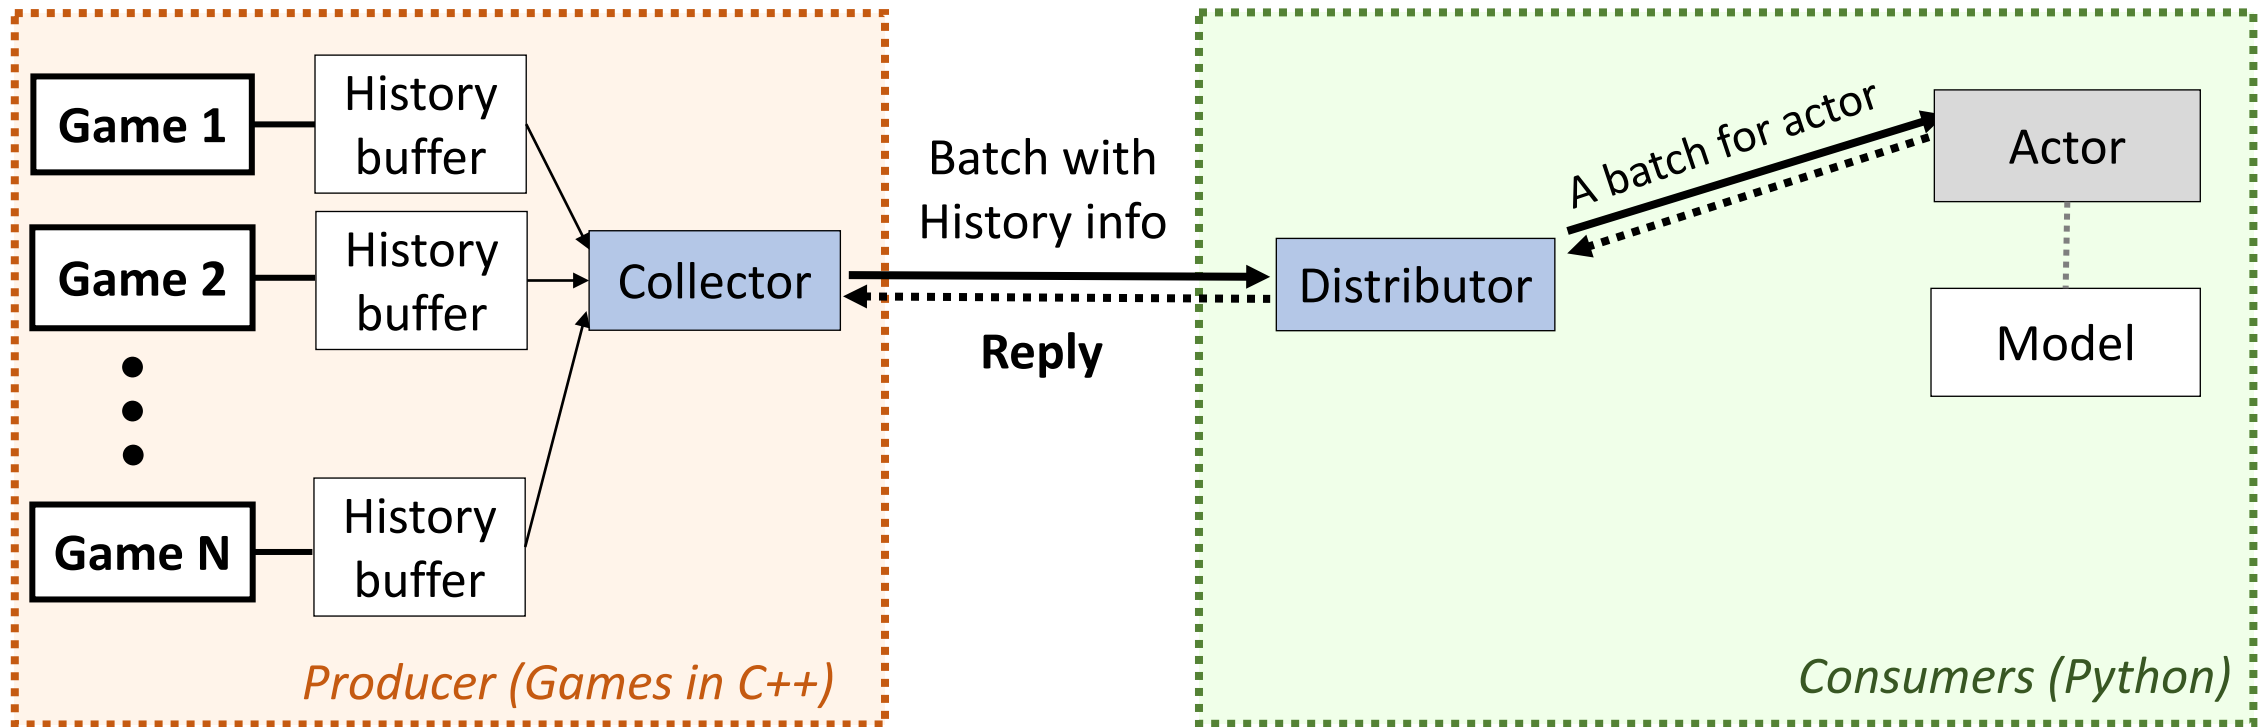 Game 1
History
buffer
Game 2
History
buffer
Game N
History
buffer
Collector
Producer (Games in C++)
Batch with
History info
Reply
Distributor
A batch for actor
Actor
Model
Consumers (Python)